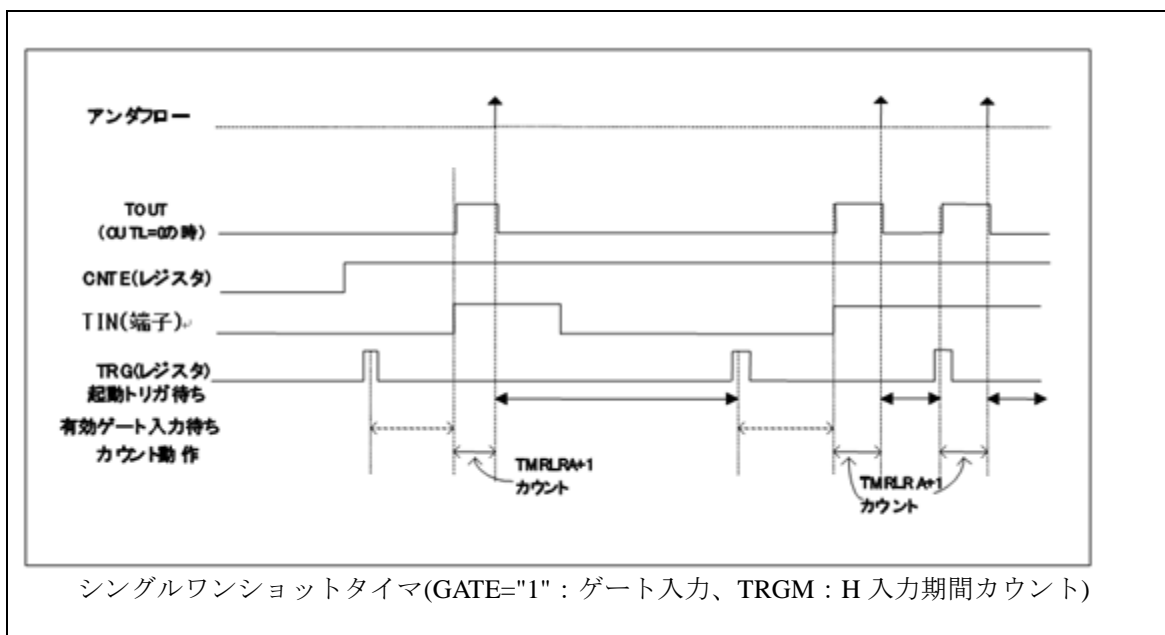 アンダフロー
TOUT
(OUTL=0の時)
CNTE(レジスタ)
TIN(端子)
TRG(レジスタ)
起動トリガ待ち
有効ゲート入力待ち
カウント動作
TMRLRA+1
カウント
TMRLRA+1
カウント
シングルワンショットタイマ(GATE="1"：ゲート入力、TRGM：H 入力期間カウント)